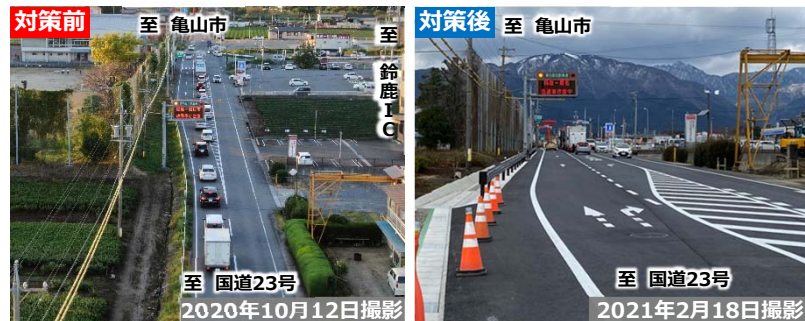 対策前
至 亀山市
至
鈴鹿IC
至 国道23号
2020年10月12日撮影
対策後
至 亀山市
至 国道23号
2021年2月18日撮影